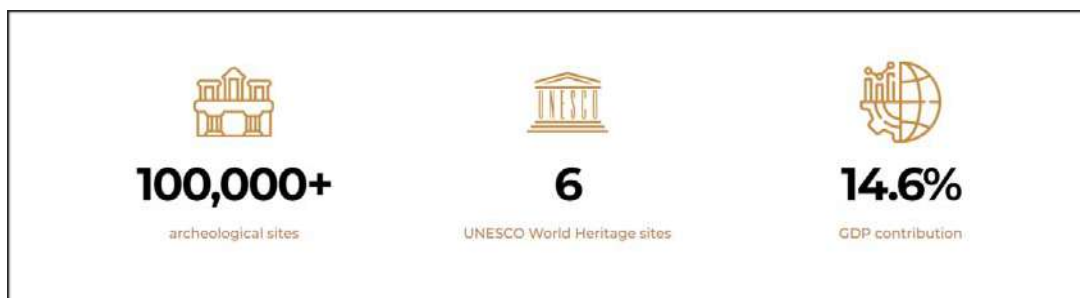 UNESCO
100,000+
6
14.6%
archeological sites
UNESCO World Heritage sites
GDP contribution